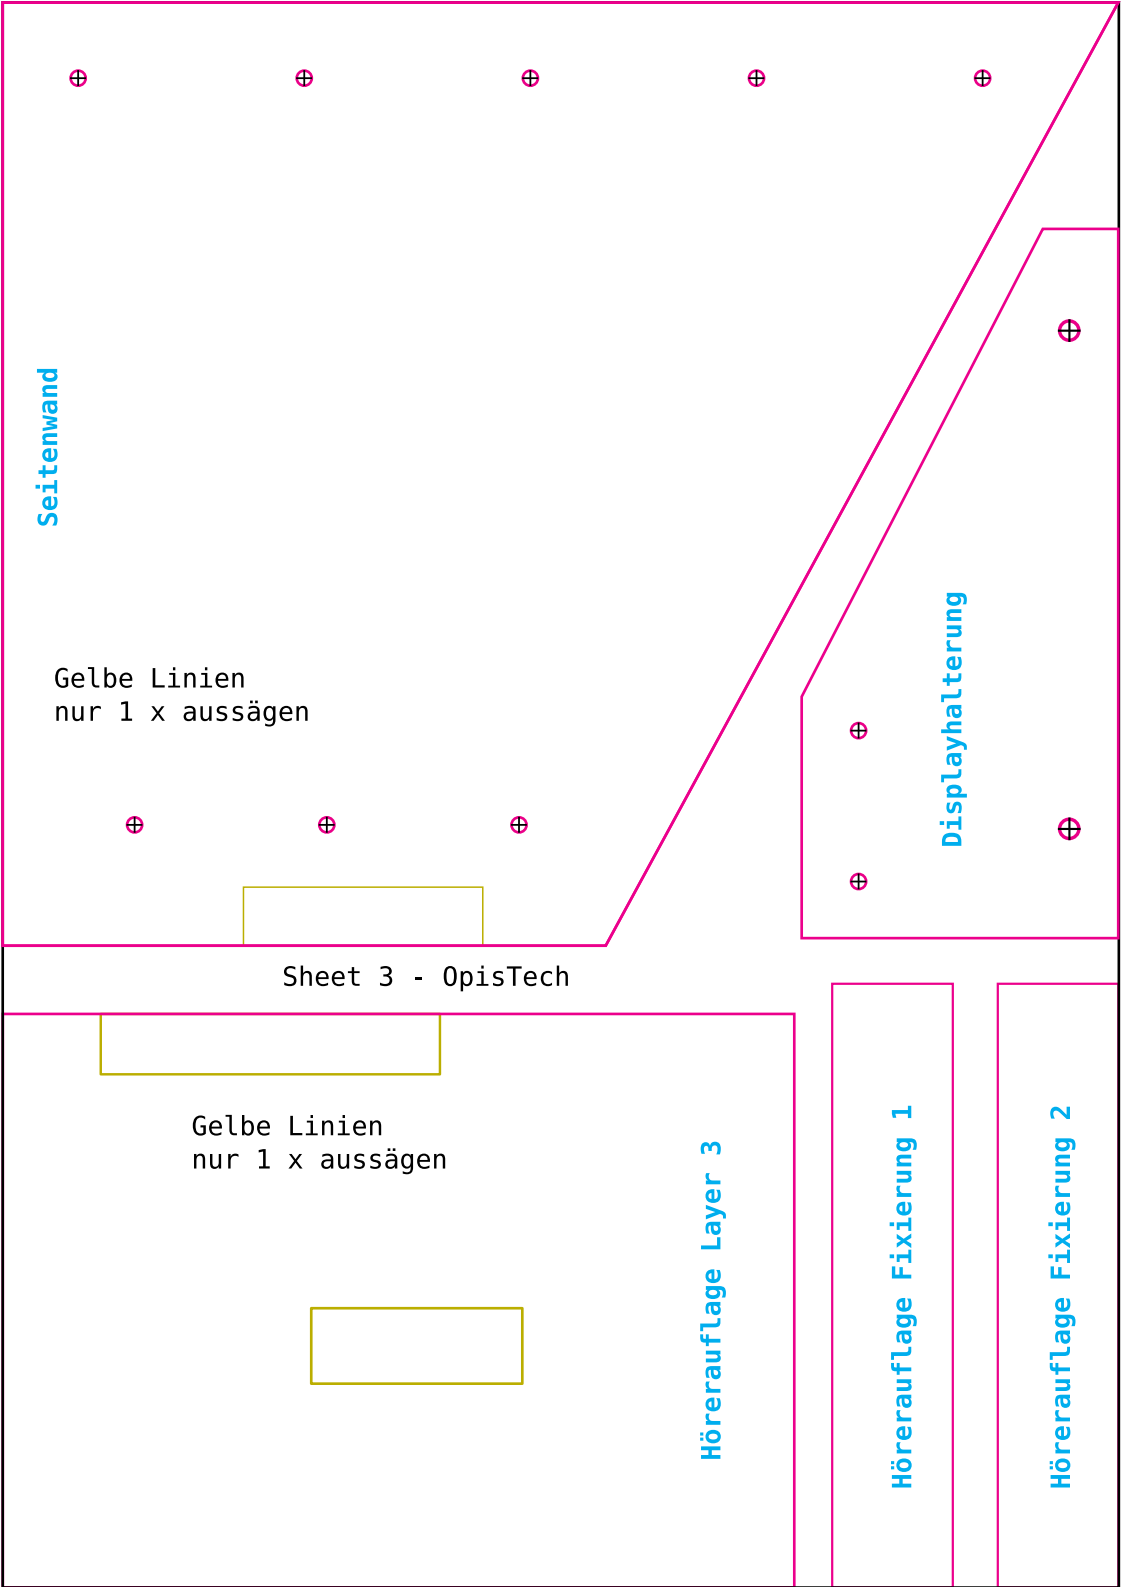 Seitenwand
Gelbe Linien
nur 1 x aussägen
Displayhalterung
Sheet 3 - OpisTech
Gelbe Linien
nur 1 x aussägen
Hörerauflage Layer 3
Hörerauflage Fixierung 1
Hörerauflage Fixierung 2